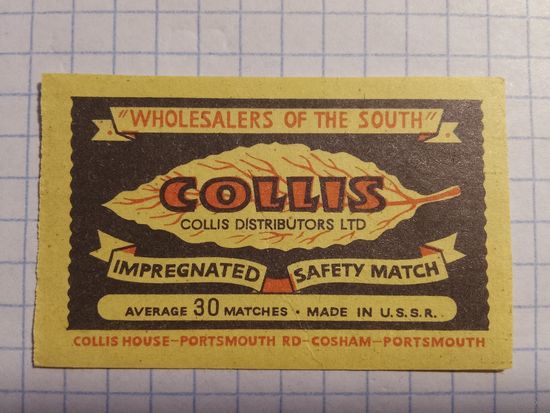 "WHOLESALERS OF THE SOUTH"
COLLIS
COLLIS DISTRIBUTORS LTD
IMPREGNATED SAFETY MATCH
AVERAGE 30 MATCHES · MADE IN U.S.S.R.
COLLIS HOUSE-PORTSMOUTH RD-COSHAM-PORTSMOUTH